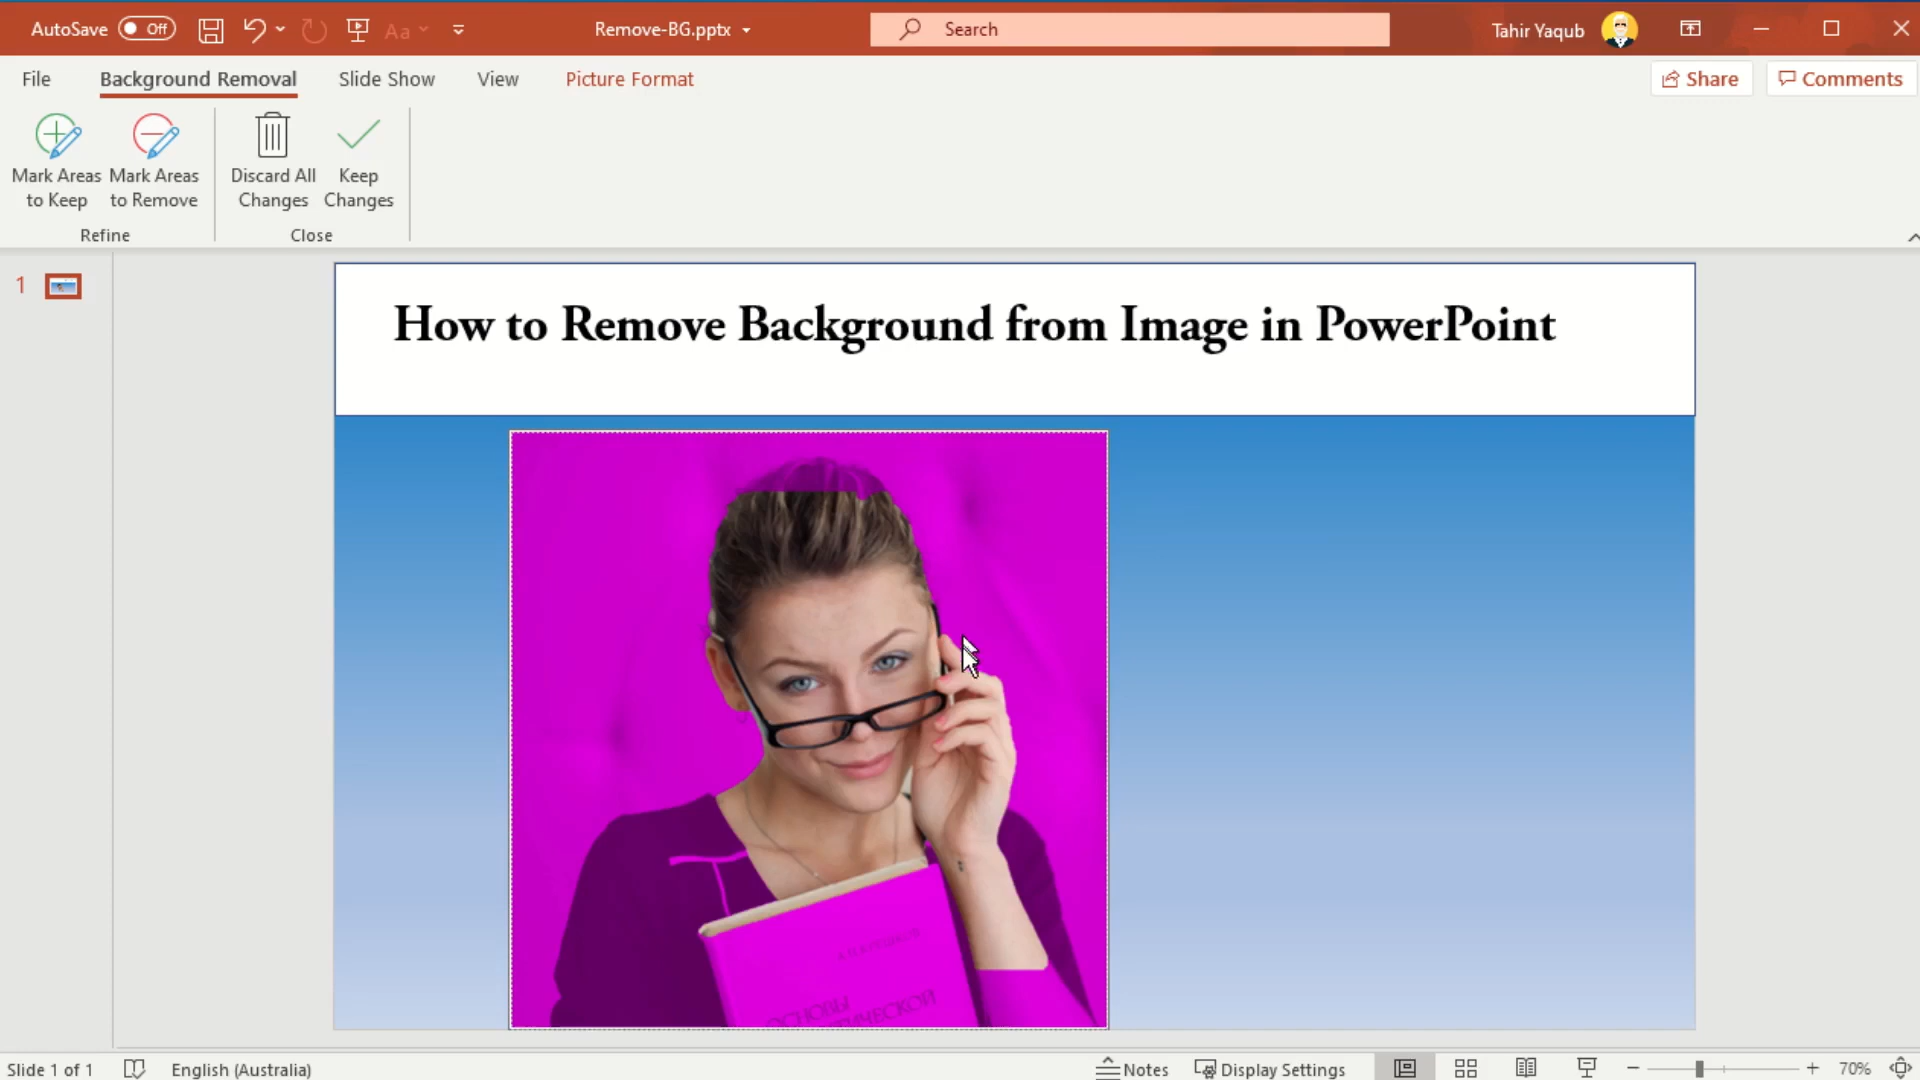 AutoSave Off Aa Remove-BG.pptx Search Tahir Yaqub
File Background Removal Slide Show View Picture Format Share Comments
Mark Areas to Keep
Mark Areas to Remove
Discard All Changes
Keep Changes
Refine Close
1
How to Remove Background from Image in PowerPoint
ОСНОВЫ
Slide 1 of 1 English (Australia) Notes Display Settings 70%